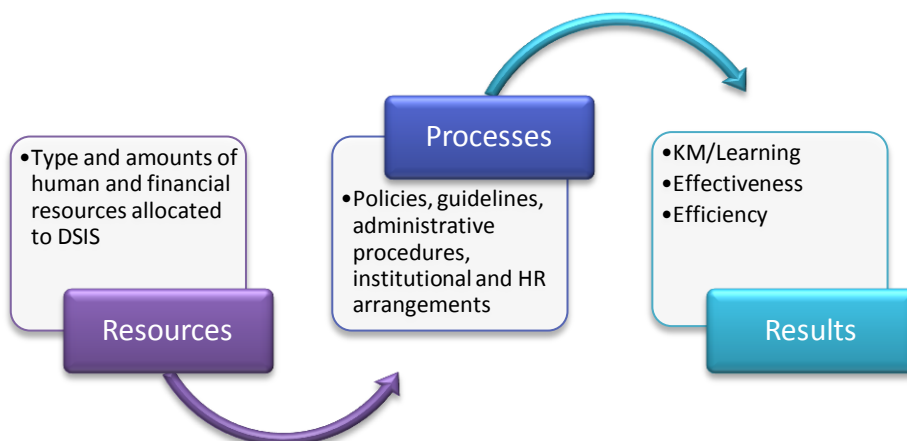 •Type and amounts of
human and financial
resources allocated
to DSIS
Resources
Processes
•Policies, guidelines,
administrative
procedures,
institutional and HR
arrangements
•KM/Learning
•Effectiveness
•Efficiency
Results